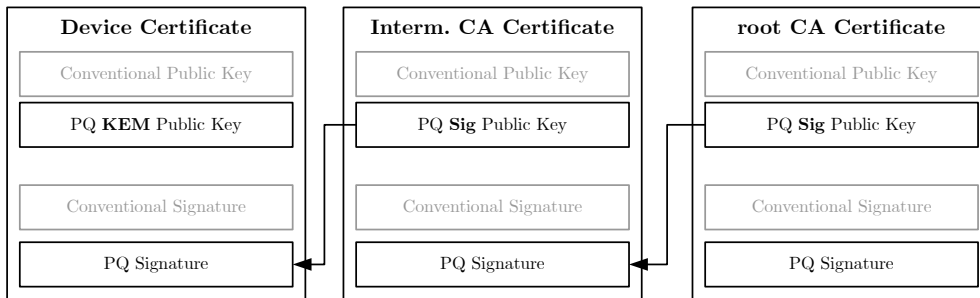 Device Certificate
Conventional Public Key
PQ KEM Public Key
Conventional Signature
PQ Signature
Interm. CA Certificate
Conventional Public Key
PQ Sig Public Key
Conventional Signature
PQ Signature
root CA Certificate
Conventional Public Key
PQ Sig Public Key
Conventional Signature
PQ Signature